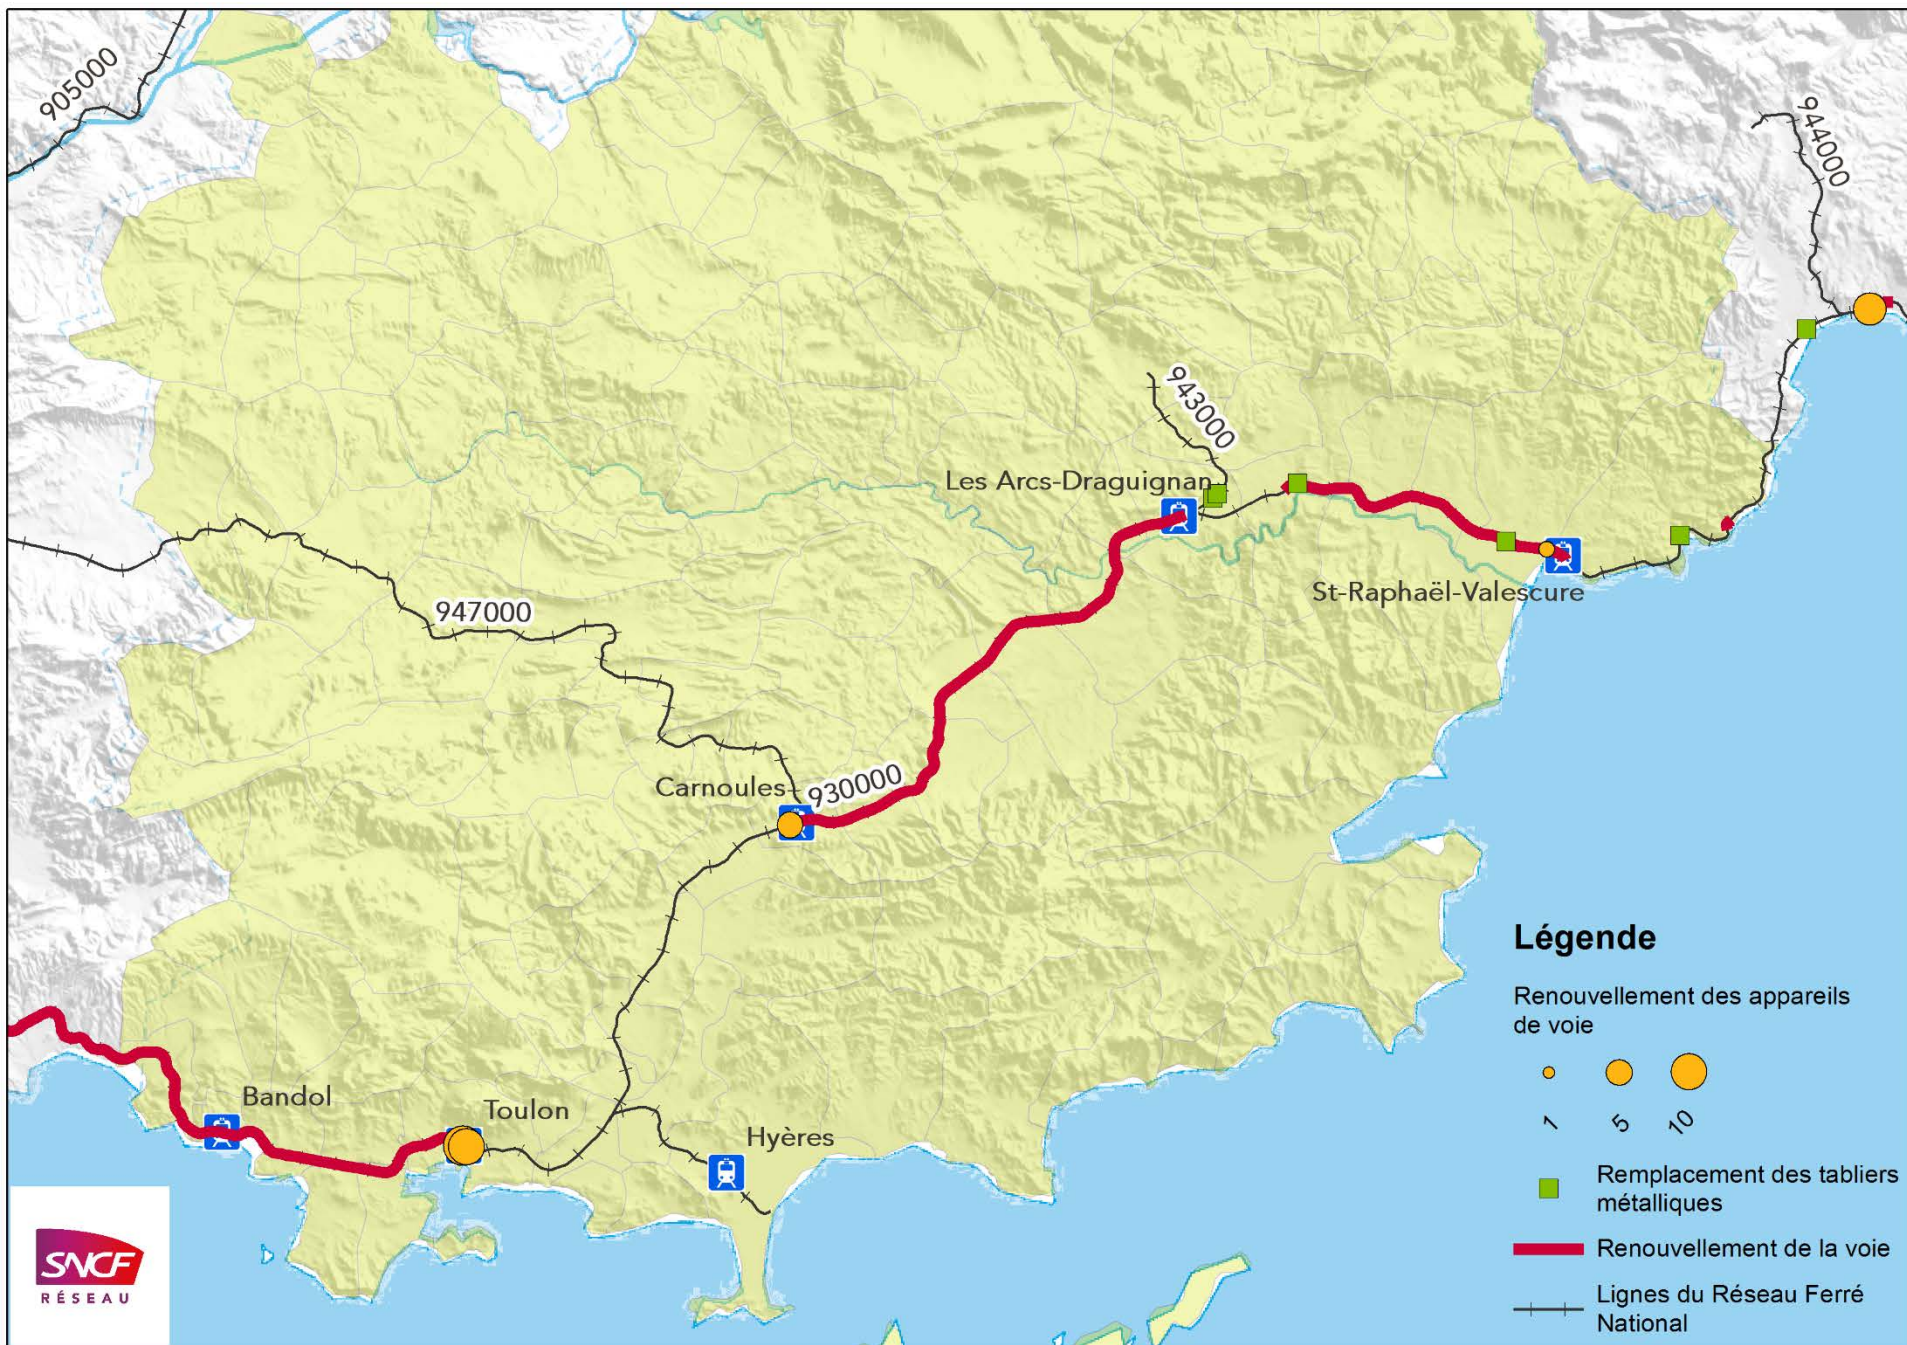 905000
944000
943000
Les Arcs-Draguignan
St-Raphaël-Valescure
947000
Carnoules
930000
Bandol
Toulon
Hyères
Légende
Renouvellement des appareils
de voie
1 5 10
Remplacement des tabliers
métalliques
Renouvellement de la voie
Lignes du Réseau Ferré
National
SNCF
RÉSEAU